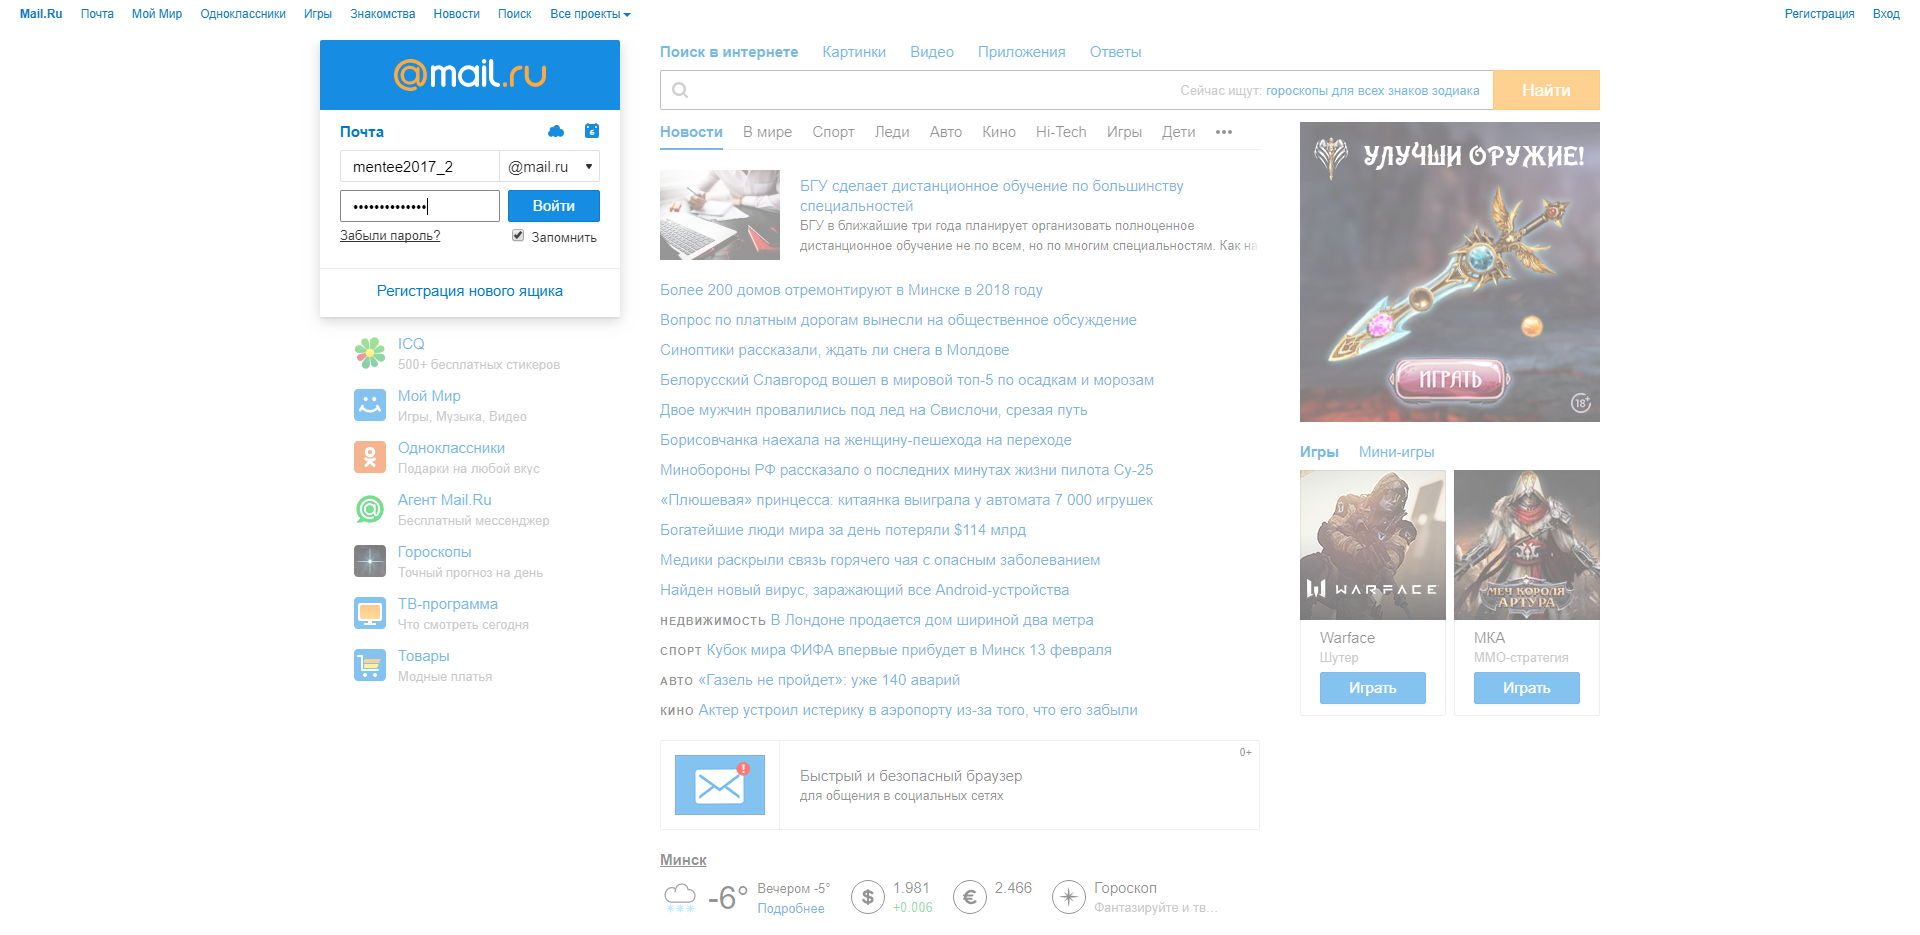 Mail.Ru Почта Мой Мир Одноклассники Игры Знакомства Новости Поиск Все проекты
Регистрация Вход
@mail.ru
Почта
6
mentee2017_2 @mail.ru
•••••••••••••• Войти
Забыли пароль? Запомнить
Регистрация нового ящика
ICQ
500+ бесплатных стикеров
Мой Мир
Игры, Музыка, Видео
Одноклассники
Подарки на любой вкус
Агент Mail.Ru
Бесплатный мессенджер
Гороскопы
Точный прогноз на день
ТВ-программа
Что смотреть сегодня
Товары
Модные платья
Поиск в интернете Картинки Видео Приложения Ответы
Сейчас ищут: гороскопы для всех знаков зодиака Найти
Новости В мире Спорт Леди Авто Кино Hi-Tech Игры Дети •••
БГУ сделает дистанционное обучение по большинству
специальностей
БГУ в ближайшие три года планирует организовать полноценное
дистанционное обучение не по всем, но по многим специальностям. Как на
Более 200 домов отремонтируют в Минске в 2018 году
Вопрос по платным дорогам вынесли на общественное обсуждение
Синоптики рассказали, ждать ли снега в Молдове
Белорусский Славгород вошел в мировой топ-5 по осадкам и морозам
Двое мужчин провалились под лед на Свислочи, срезая путь
Борисовчанка наехала на женщину-пешехода на переходе
Минобороны РФ рассказало о последних минутах жизни пилота Су-25
«Плюшевая» принцесса: китаянка выиграла у автомата 7 000 игрушек
Богатейшие люди мира за день потеряли $114 млрд
Медики раскрыли связь горячего чая с опасным заболеванием
Найден новый вирус, заражающий все Android-устройства
НЕДВИЖИМОСТЬ В Лондоне продается дом шириной два метра
СПОРТ Кубок мира ФИФА впервые прибудет в Минск 13 февраля
АВТО «Газель не пройдет»: уже 140 аварий
КИНО Актер устроил истерику в аэропорту из-за того, что его забыли
0+
Быстрый и безопасный браузер
для общения в социальных сетях
Минск
-6° Вечером -5°
Подробнее
$ 1.981
+0.006
€ 2.466
Гороскоп
Фантазируйте и тв...
УЛУЧШИ ОРУЖИЕ!
ИГРАТЬ
18+
Игры Мини-игры
WARFACE
Warface
Шутер
Играть
МЕЧ КОРОЛЯ
АРТУРА
МКА
ММО-стратегия
Играть